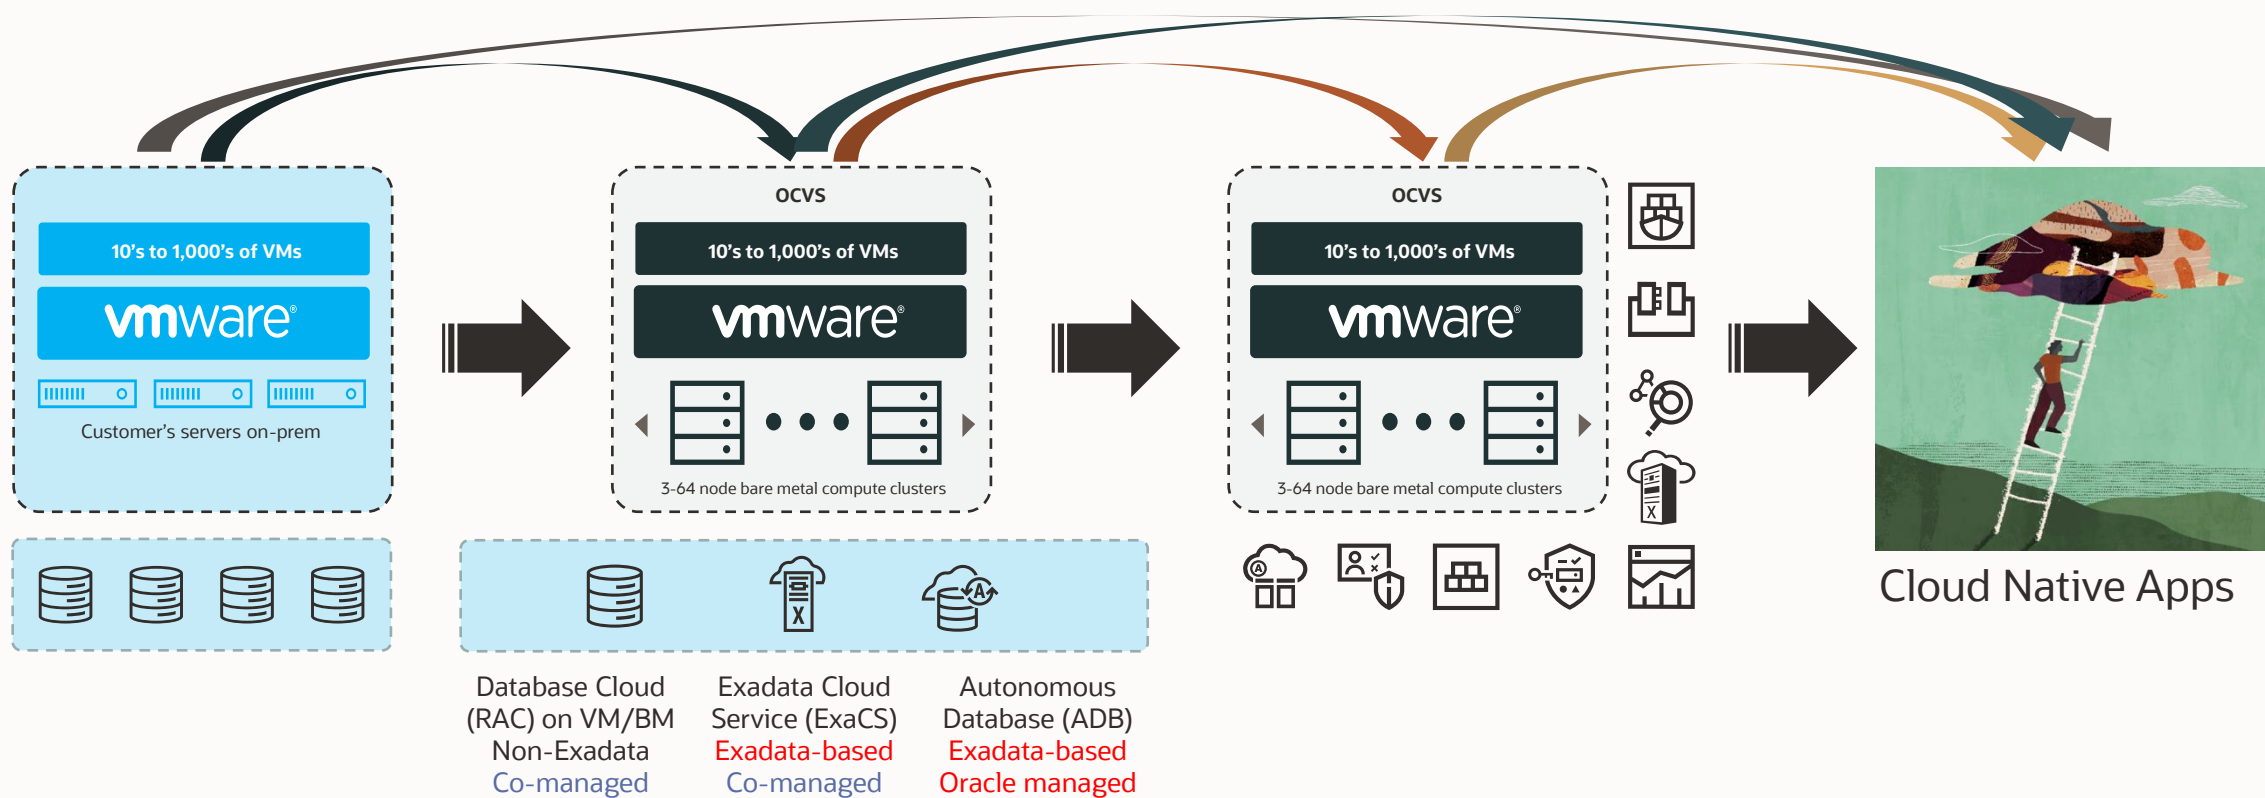 10's to 1,000's of VMs
vmware®
Customer's servers on-prem
OCVS
10's to 1,000's of VMs
vmware®
3-64 node bare metal compute clusters
OCVS
10's to 1,000's of VMs
vmware®
3-64 node bare metal compute clusters
X
A
X
A
Cloud Native Apps
Database Cloud
(RAC) on VM/BM
Non-Exadata
Co-managed
Exadata Cloud
Service (ExaCS)
Exadata-based
Co-managed
Autonomous
Database (ADB)
Exadata-based
Oracle managed